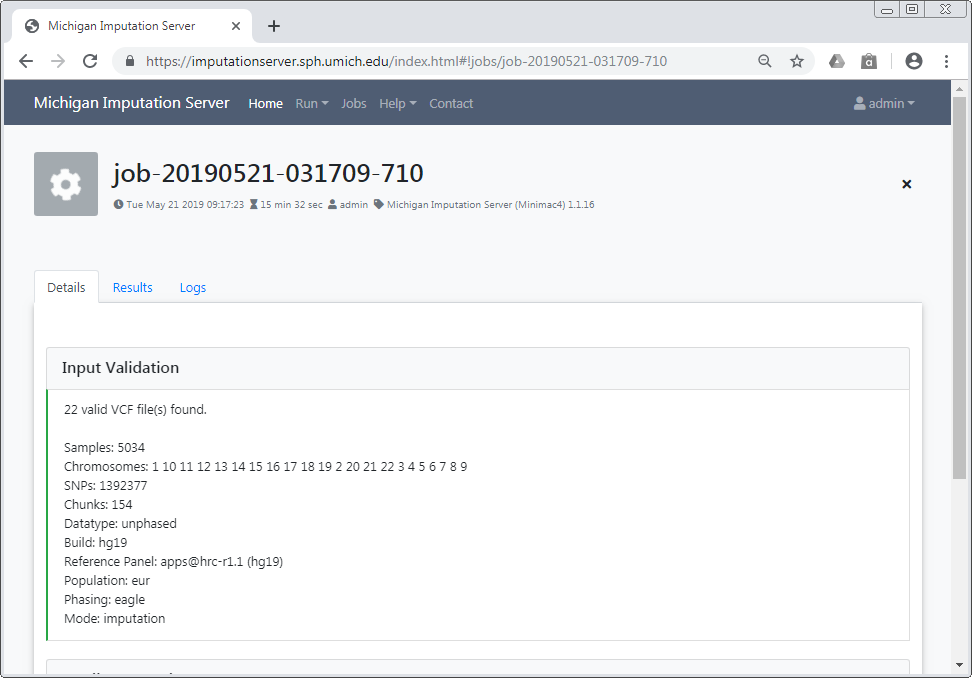 Michigan Imputation Server
https://imputationserver.sph.umich.edu/index.html#!jobs/job-20190521-031709-710
Michigan Imputation Server Home Run Jobs Help Contact admin
job-20190521-031709-710
Tue May 21 2019 09:17:23 15 min 32 sec admin Michigan Imputation Server (Minimac4) 1.1.16
Details Results Logs
Input Validation
22 valid VCF file(s) found.
Samples: 5034
Chromosomes: 1 10 11 12 13 14 15 16 17 18 19 2 20 21 22 3 4 5 6 7 8 9
SNPs: 1392377
Chunks: 154
Datatype: unphased
Build: hg19
Reference Panel: apps@hrc-r1.1 (hg19)
Population: eur
Phasing: eagle
Mode: imputation